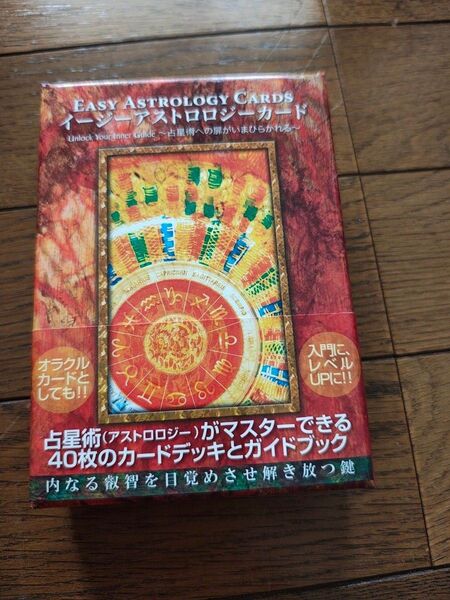 EASY ASTROLOGY CARDS
イージーアストロロジーカード
Unlock Your Inner Guide ～占星術への扉がいまひらかれる～
CAPRICORN
SAGITTARIUS
オラクル
カードと
しても!!
入門に、
レベル
UPに!!
占星術(アストロロジー)がマスターできる
40枚のカードデッキとガイドブック
内なる叡智を目覚めさせ解き放つ鍵